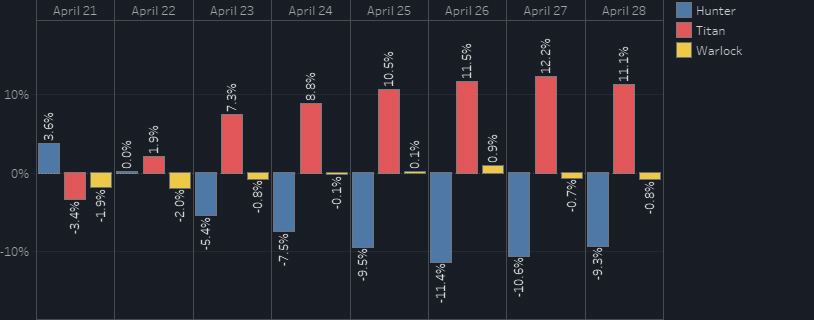 April 21 April 22 April 23 April 24 April 25 April 26 April 27 April 28
Hunter
Titan
Warlock
10%
0%
-10%
3.6% -3.4% -1.9%
0.0% 1.9% -2.0%
-5.4% 7.3% -0.8%
-7.5% 8.8% -0.1%
-9.5% 10.5% 0.1%
-11.4% 11.5% 0.9%
-10.6% 12.2% -0.7%
-9.3% 11.1% -0.8%